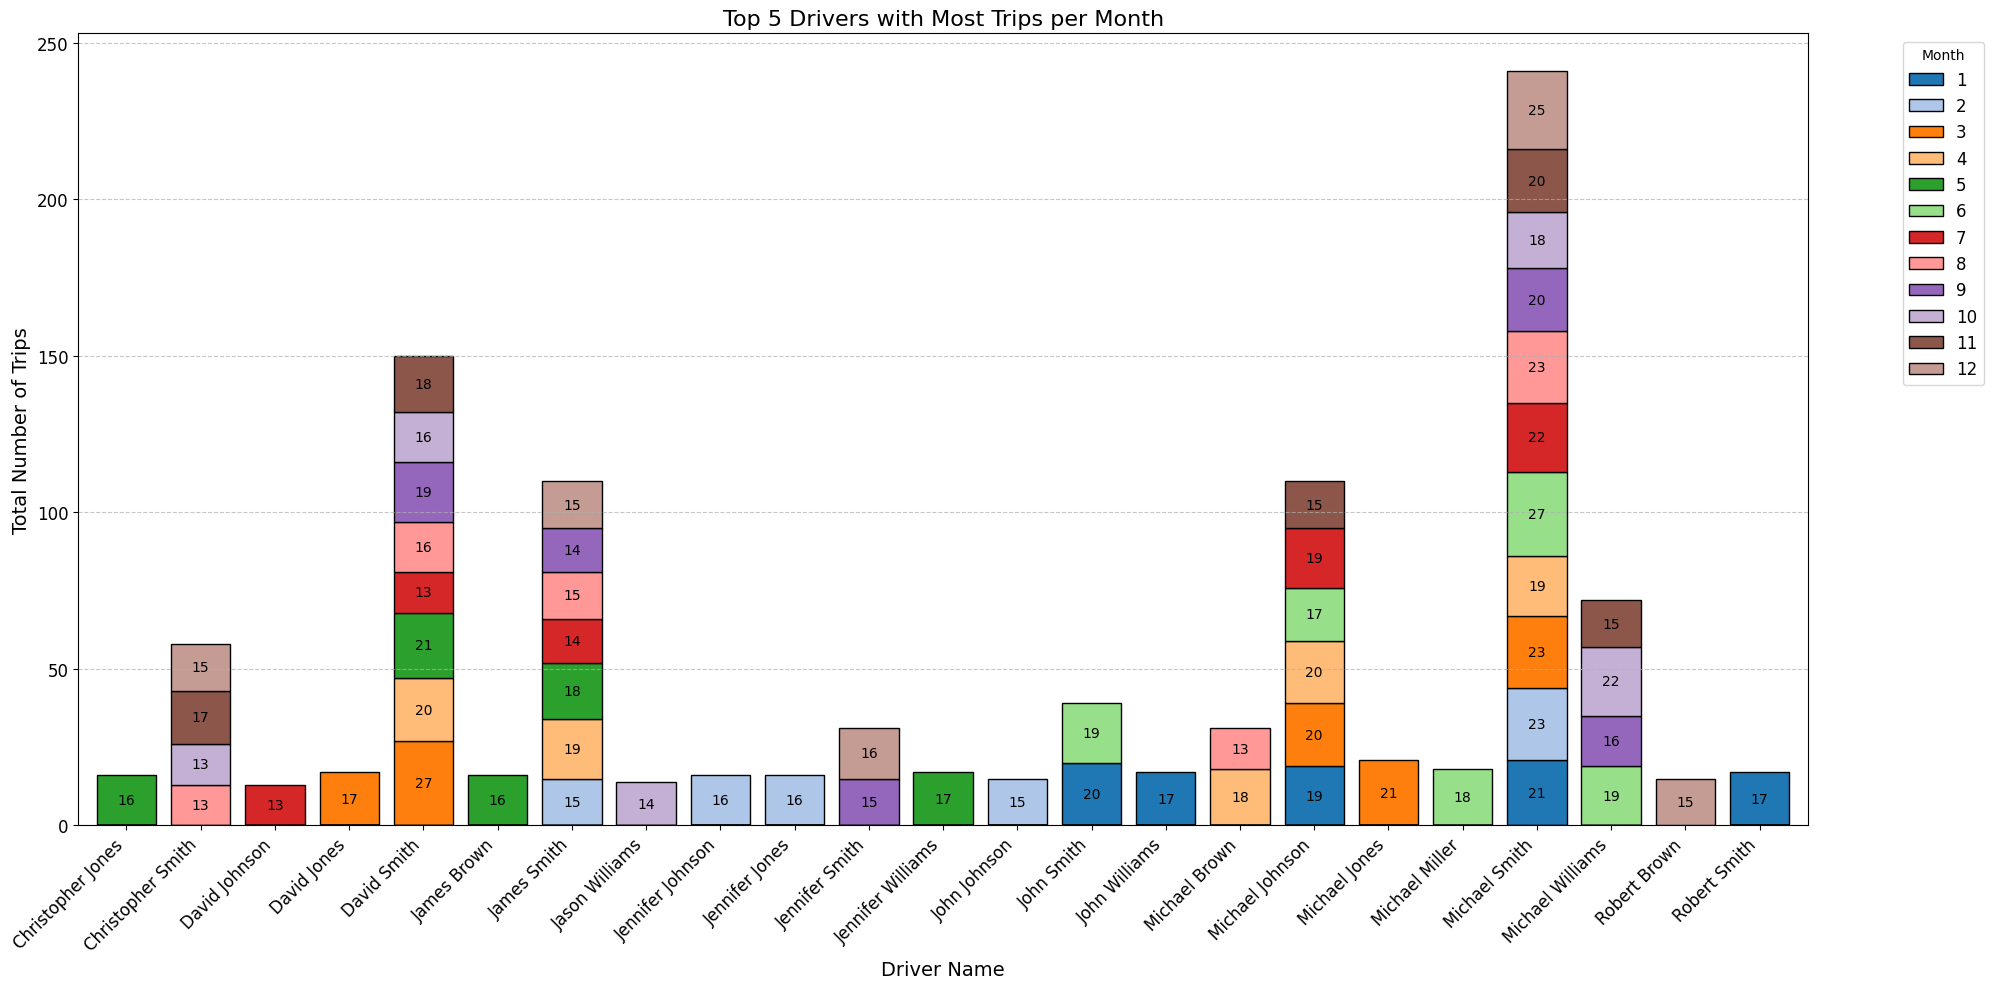 Top 5 Drivers with Most Trips per Month
Total Number of Trips
250
200
150
100
50
0
16
15
17
13
13
13
17
18
16
19
16
13
21
20
27
16
15
14
15
14
18
19
15
14
16
16
16
15
17
15
19
20
17
13
18
15
19
17
20
20
19
21
18
25
20
18
20
23
22
27
19
23
23
21
15
22
16
19
15
17
Christopher Jones
Christopher Smith
David Johnson
David Jones
David Smith
James Brown
James Smith
Jason Williams
Jennifer Johnson
Jennifer Jones
Jennifer Smith
Jennifer Williams
John Johnson
John Smith
John Williams
Michael Brown
Michael Johnson
Michael Jones
Michael Miller
Michael Smith
Michael Williams
Robert Brown
Robert Smith
Driver Name
Month
1
2
3
4
5
6
7
8
9
10
11
12